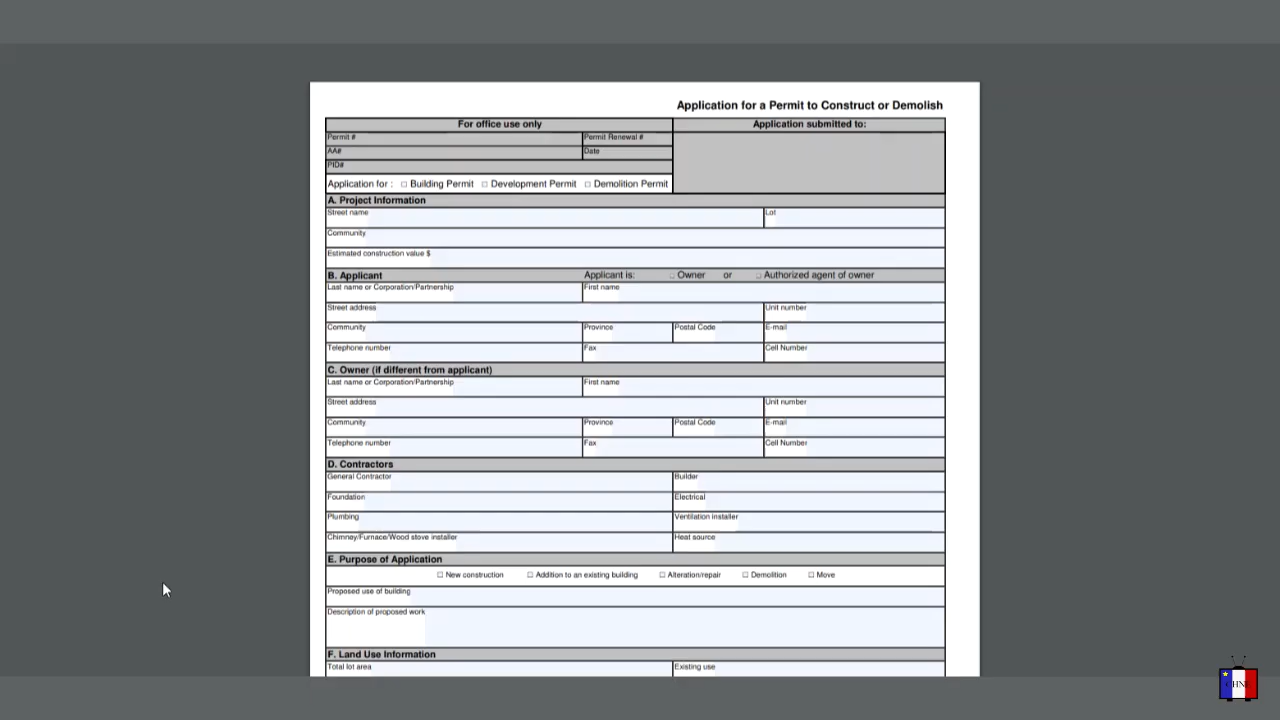 Application for a Permit to Construct or Demolish
For office use only Application submitted to:
Permit # Permit Renewal #
AA# Date
PID#
Application for : □ Building Permit □ Development Permit □ Demolition Permit
A. Project Information
Street name Lot
Community
Estimated construction value $
B. Applicant Applicant is: □ Owner or □ Authorized agent of owner
Last name or Corporation/Partnership First name
Street address Unit number
Community Province Postal Code E-mail
Telephone number Fax Cell Number
C. Owner (if different from applicant)
Last name or Corporation/Partnership First name
Street address Unit number
Community Province Postal Code E-mail
Telephone number Fax Cell Number
D. Contractors
General Contractor Builder
Foundation Electrical
Plumbing Ventilation installer
Chimney/Furnace/Wood stove installer Heat source
E. Purpose of Application
□ New construction □ Addition to an existing building □ Alteration/repair □ Demolition □ Move
Proposed use of building
Description of proposed work
F. Land Use Information
Total lot area Existing use